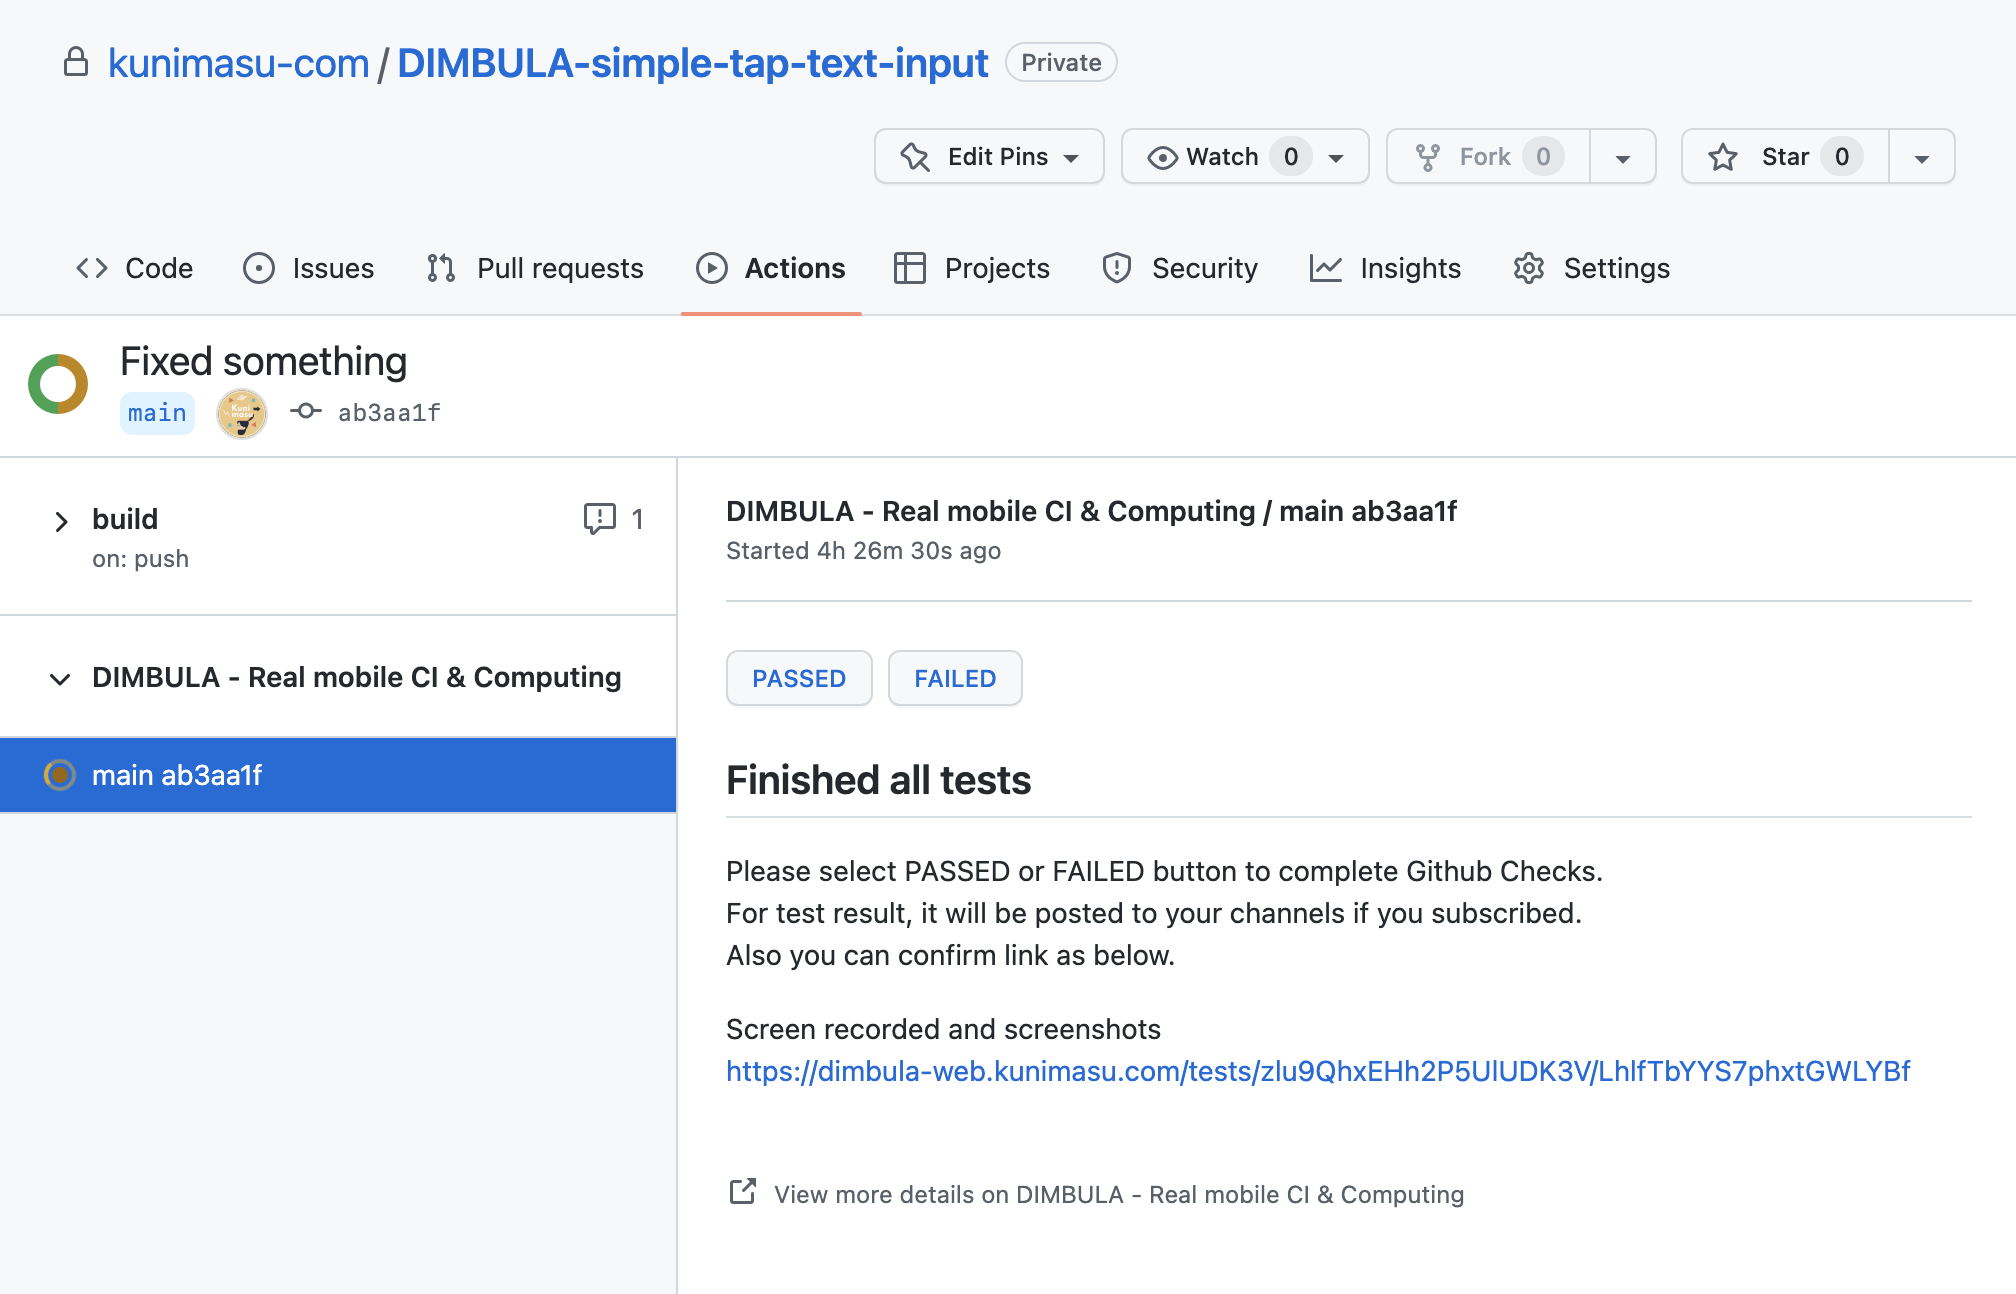 kunimasu-com / DIMBULA-simple-tap-text-input Private
Edit Pins Watch 0 Fork 0 Star 0
Code Issues Pull requests Actions Projects Security Insights Settings
Fixed something
main ab3aa1f
build 1
on: push
DIMBULA - Real mobile CI & Computing
main ab3aa1f
DIMBULA - Real mobile CI & Computing / main ab3aa1f
Started 4h 26m 30s ago
PASSED FAILED
Finished all tests
Please select PASSED or FAILED button to complete Github Checks.
For test result, it will be posted to your channels if you subscribed.
Also you can confirm link as below.
Screen recorded and screenshots
https://dimbula-web.kunimasu.com/tests/zlu9QhxEHh2P5UlUDK3V/LhlfTbYYS7phxtGWLYBf
View more details on DIMBULA - Real mobile CI & Computing